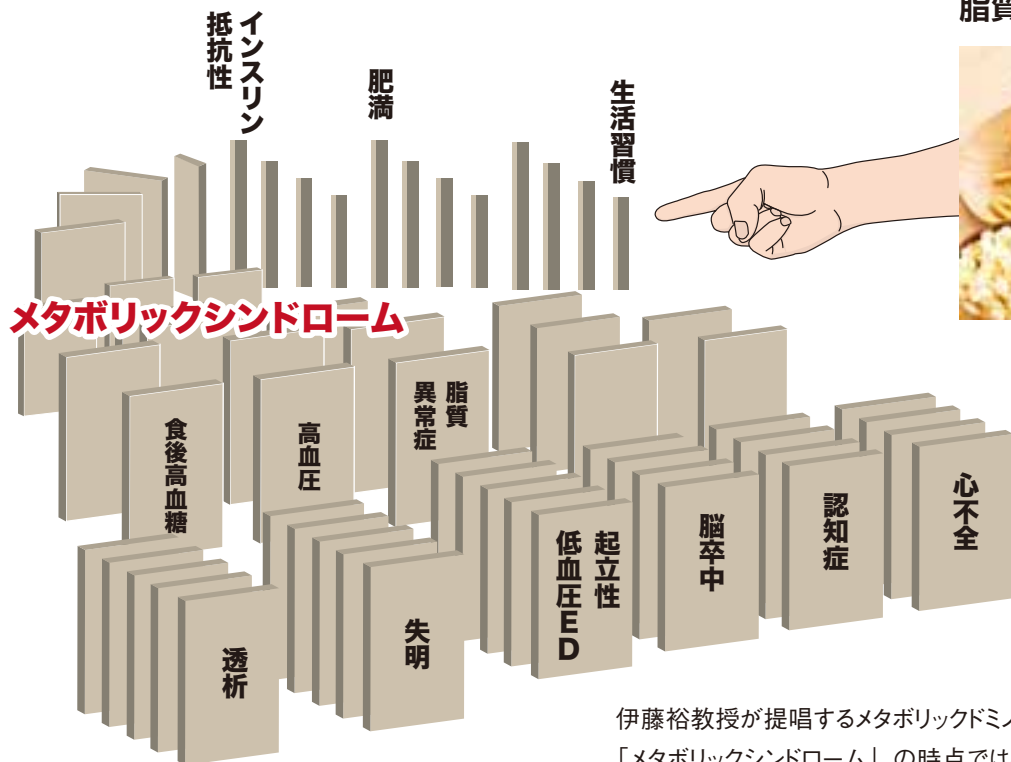 脂質
インスリン
抵抗性
肥満
生活習慣
メタボリックシンドローム
食後高血糖
高血圧
脂質
異常症
透析
失明
起立性
低血圧ED
脳卒中
認知症
心不全
伊藤裕教授が提唱するメタボリックドミノ
「メタボリックシンドローム」の時点では